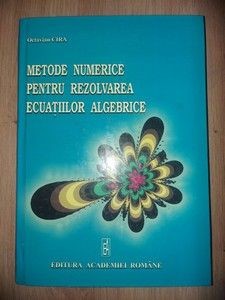 Octavian CIRA
METODE NUMERICE
PENTRU REZOLVAREA
ECUATIILOR ALGEBRICE
EDITURA ACADEMIEI ROMÂNE